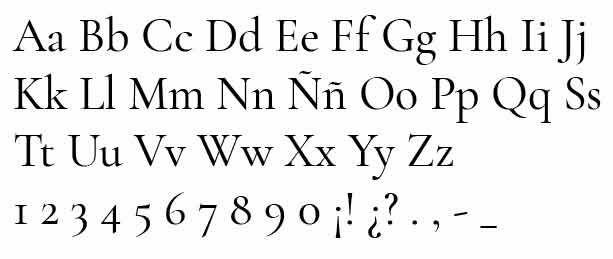 Aa Bb Cc Dd Ee Ff Gg Hh Ii Jj
Kk Ll Mm Nn Ññ Oo Pp Qq Ss
Tt Uu Vv Ww Xx Yy Zz
1 2 3 4 5 6 7 8 9 0 ¡! ¿? . , - _